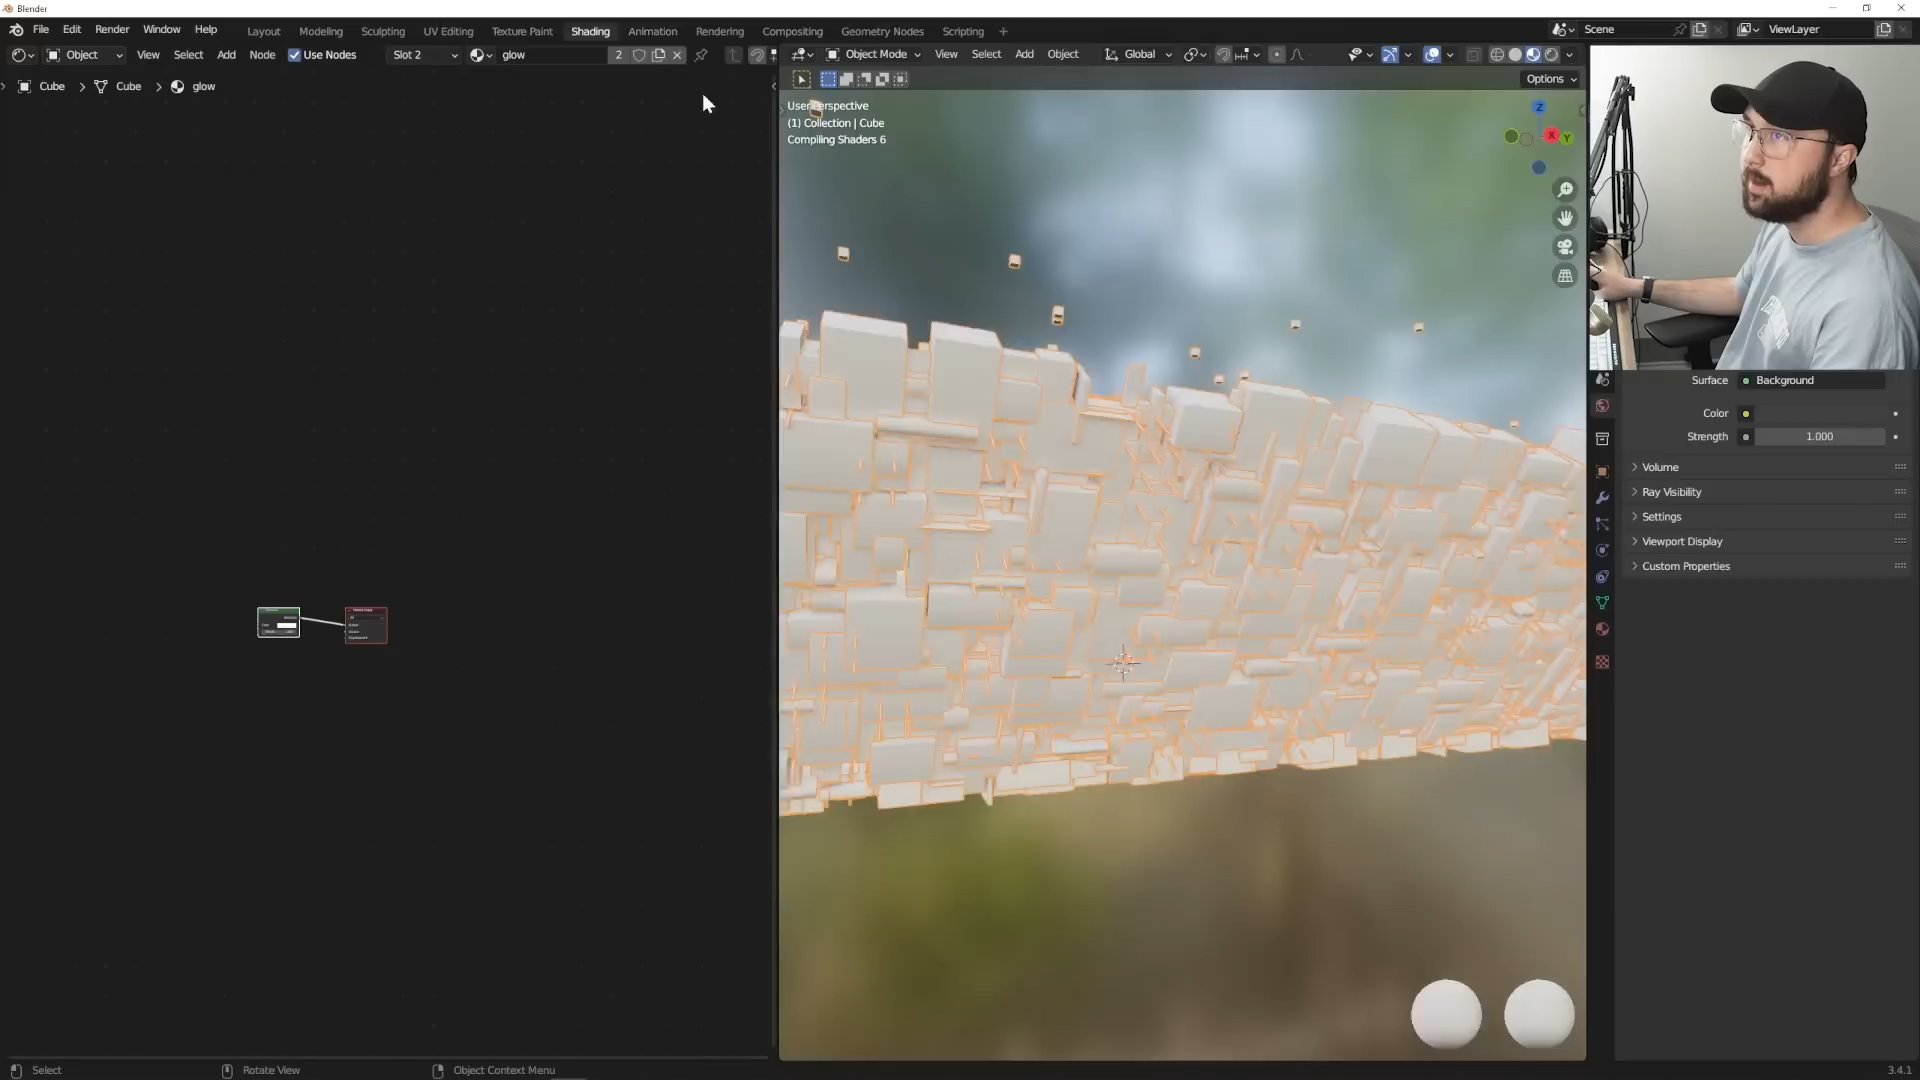 Blender
File Edit Render Window Help
Layout Modeling Sculpting UV Editing Texture Paint Shading Animation Rendering Compositing Geometry Nodes Scripting +
Scene
ViewLayer
Object View Select Add Node Use Nodes Slot 2 glow 2
Object Mode View Select Add Object Global
Options
Cube > Cube > glow
User Perspective
(1) Collection | Cube
Compiling Shaders 6
Z
X
Y
Surface Background
Color
Strength 1.000
Volume
Ray Visibility
Settings
Viewport Display
Custom Properties
Select Rotate View Object Context Menu
3.4.1